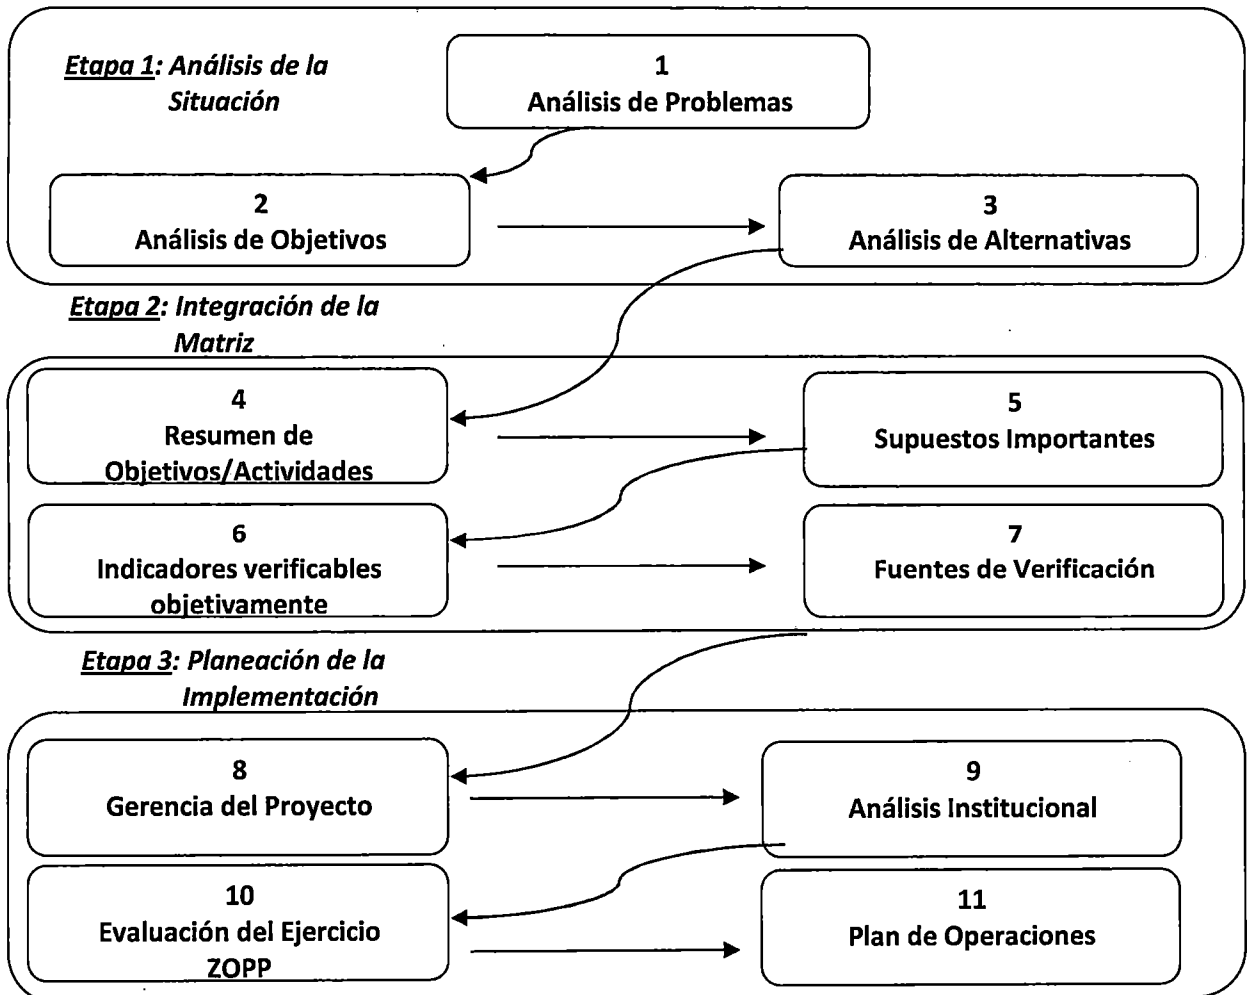 Etapa 1: Análisis de la
Situación
1
Análisis de Problemas
2
Análisis de Objetivos
3
Análisis de Alternativas
Etapa 2: Integración de la
Matriz
4
Resumen de
Objetivos/Actividades
5
Supuestos Importantes
6
Indicadores verificables
objetivamente
7
Fuentes de Verificación
Etapa 3: Planeación de la
Implementación
8
Gerencia del Proyecto
9
Análisis Institucional
10
Evaluación del Ejercicio
ZOPP
11
Plan de Operaciones